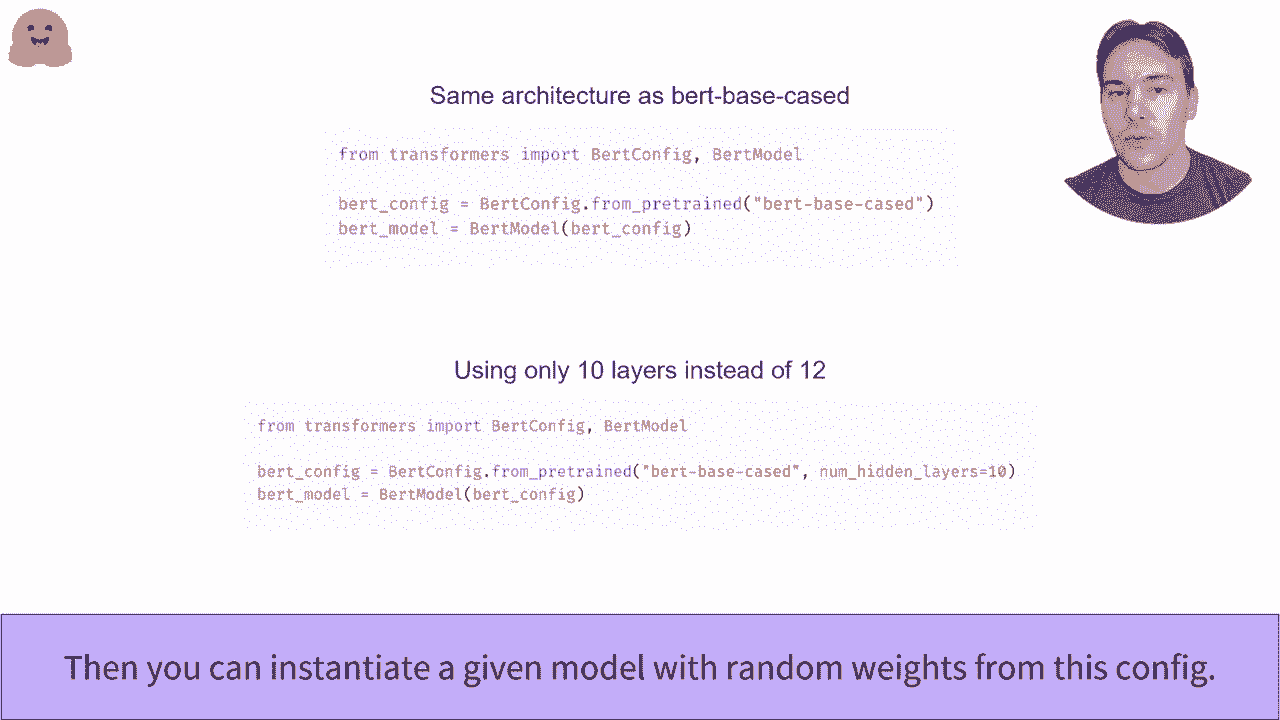 Same architecture as bert-base-cased
from transformers import BertConfig, BertModel
bert_config = BertConfig.from_pretrained("bert-base-cased")
bert_model = BertModel(bert_config)
Using only 10 layers instead of 12
from transformers import BertConfig, BertModel
bert_config = BertConfig.from_pretrained("bert-base-cased", num_hidden_layers=10)
bert_model = BertModel(bert_config)
Then you can instantiate a given model with random weights from this config.